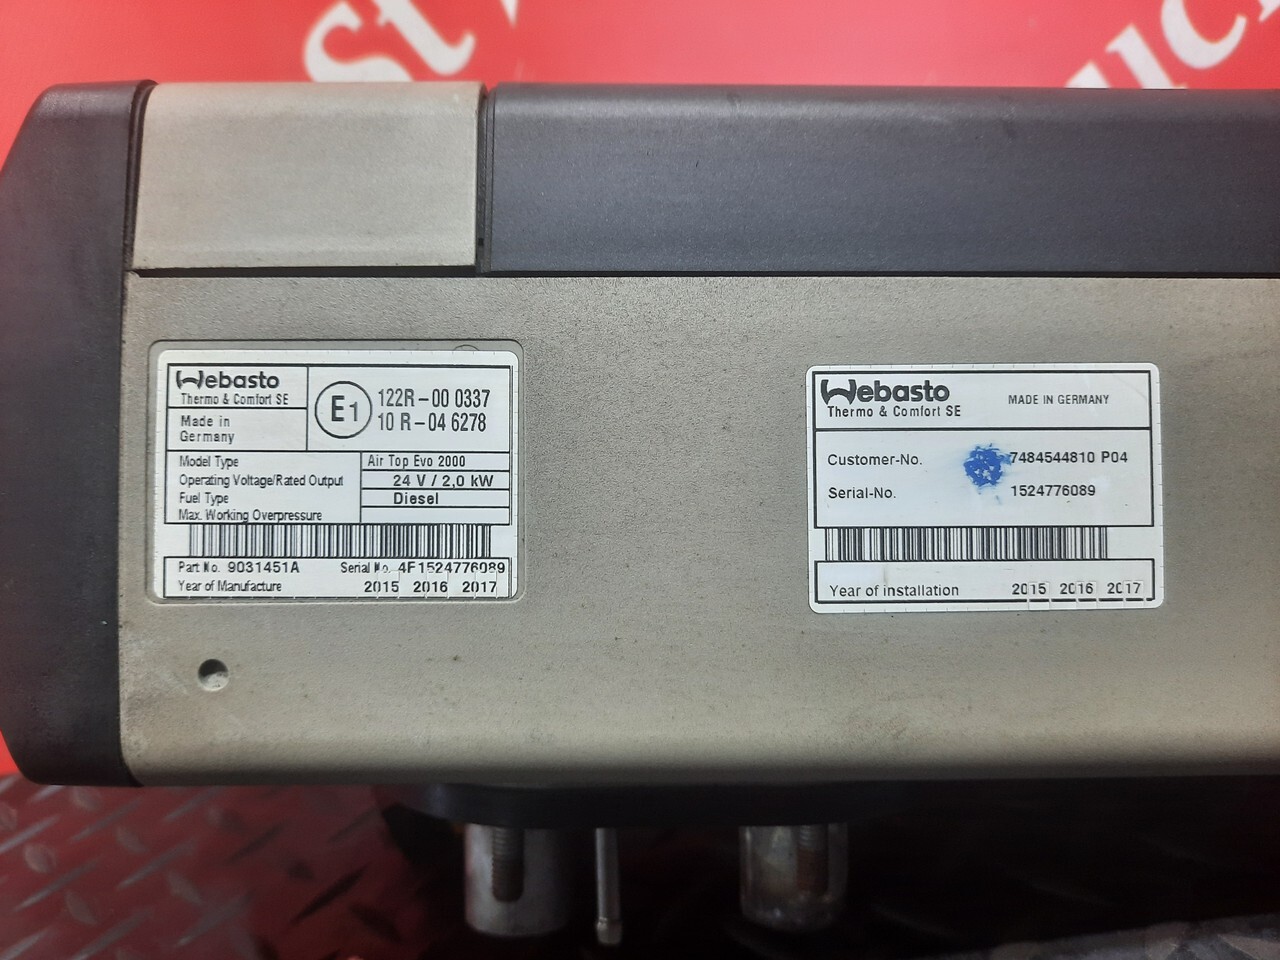 Webasto
Thermo & Comfort SE
Made in
Germany
E1
122R-00 0337
10 R-04 6278
Model Type Air Top Evo 2000
Operating Voltage/Rated Output 24 V / 2,0 kW
Fuel Type Diesel
Max. Working Overpressure
Part No. 9031451A Serial No. 4F1524776089
Year of Manufacture 2015 2016 2017
Webasto
Thermo & Comfort SE MADE IN GERMANY
Customer-No. 7484544810 P04
Serial-No. 1524776089
Year of installation 2015 2016 2017